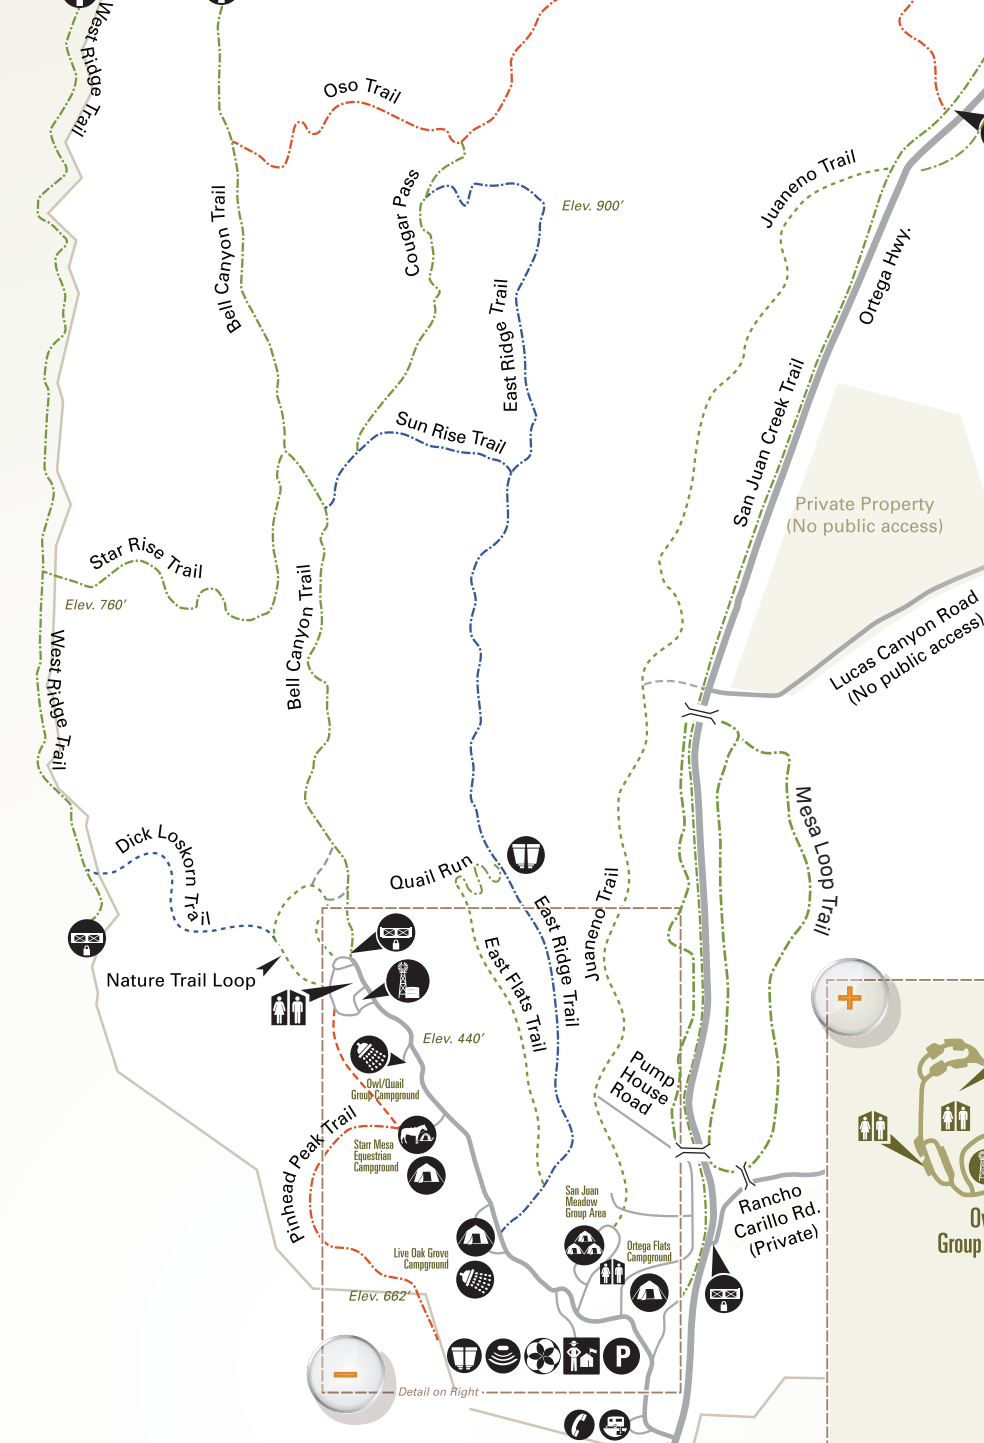 West Ridge Trail
Oso Trail
Juaneno Trail
Bell Canyon Trail
Cougar Pass
Elev. 900′
Ortega Hwy.
East Ridge Trail
San Juan Creek Trail
Sun Rise Trail
Private Property
(No public access)
Star Rise Trail
Elev. 760′
Bell Canyon Trail
Lucas Canyon Road
(No public access)
West Ridge Trail
Mesa Loop Trail
Dick Loskorn Trail
Quail Run
Juaneno Trail
East Ridge Trail
East Flats Trail
Nature Trail Loop
Elev. 440′
Pump
House
Road
Owl/Quail
Group Campground
Pinhead Peak Trail
Starr Mesa
Equestrian
Campground
San Juan
Meadow
Group Area
Rancho
Carillo Rd.
(Private)
Ortega Flats
Campground
Live Oak Grove
Campground
Elev. 662′
Group
P
Detail on Right